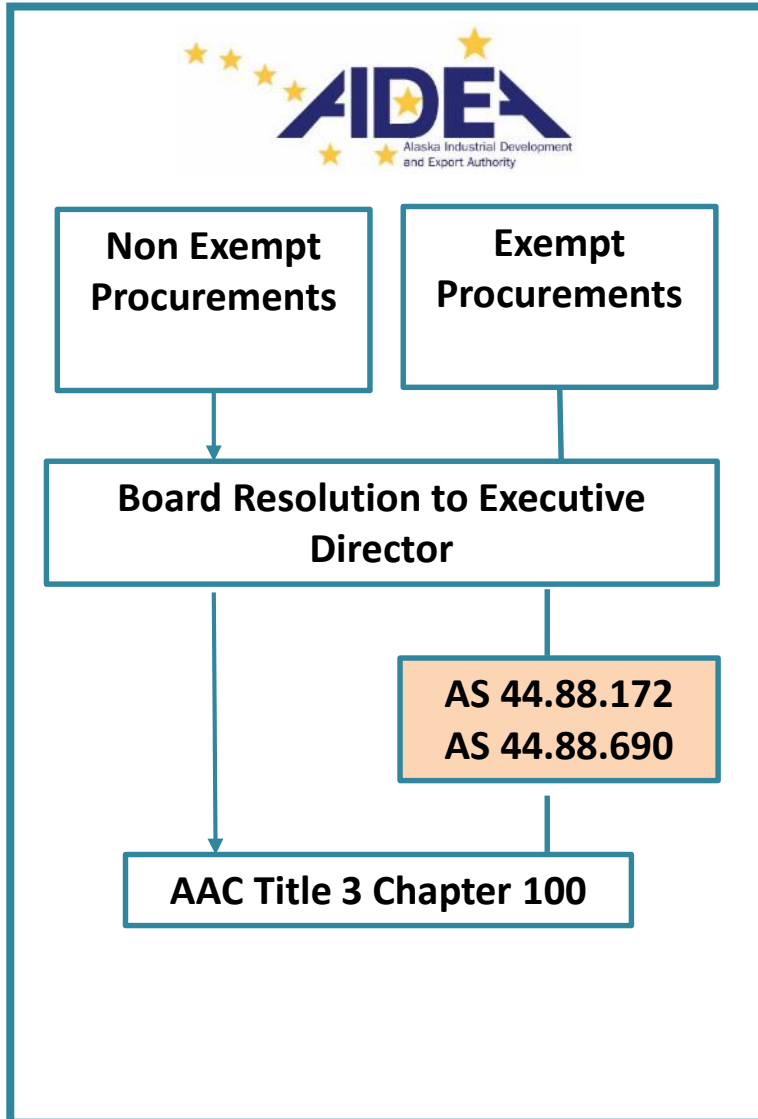 AIDEA
Alaska Industrial Development
and Export Authority
Non Exempt
Procurements
Exempt
Procurements
Board Resolution to Executive
Director
AS 44.88.172
AS 44.88.690
AAC Title 3 Chapter 100